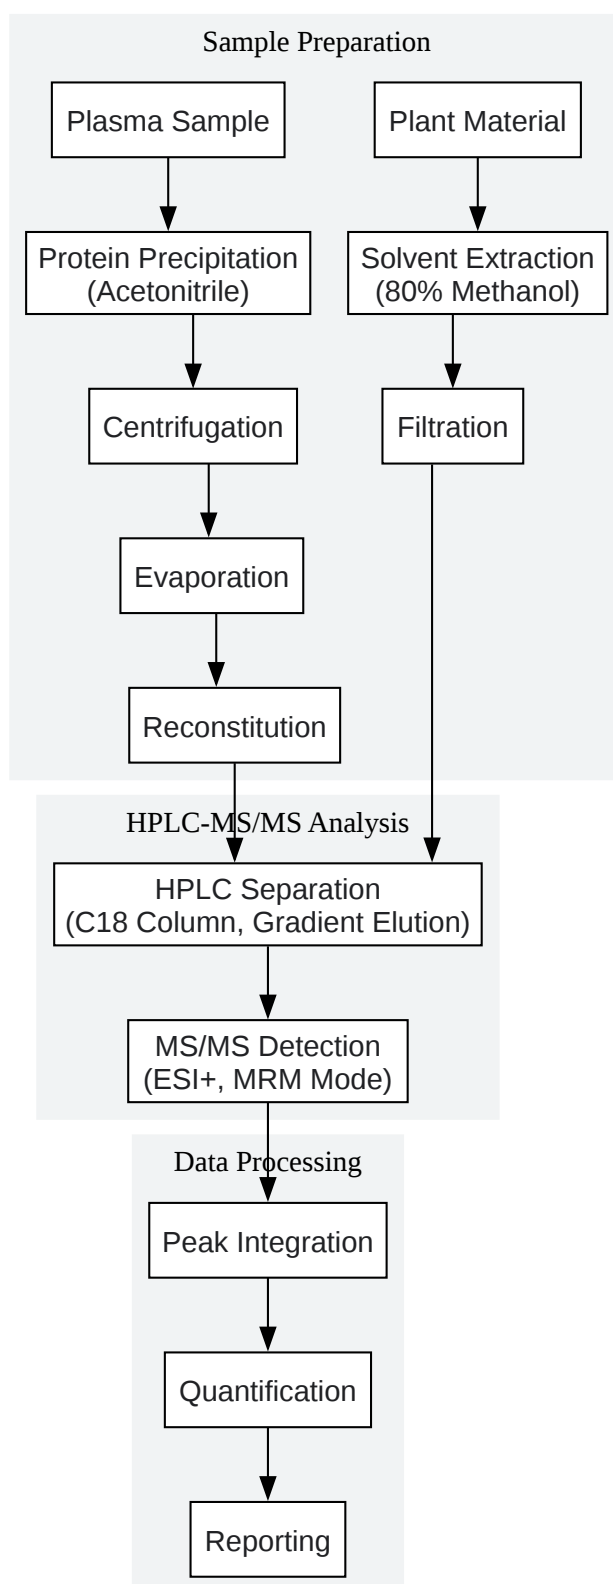 Sample Preparation
Plasma Sample
Plant Material
Protein Precipitation
(Acetonitrile)
Solvent Extraction
(80% Methanol)
Centrifugation
Filtration
Evaporation
Reconstitution
HPLC-MS/MS Analysis
HPLC Separation
(C18 Column, Gradient Elution)
MS/MS Detection
(ESI+, MRM Mode)
Data Processing
Peak Integration
Quantification
Reporting